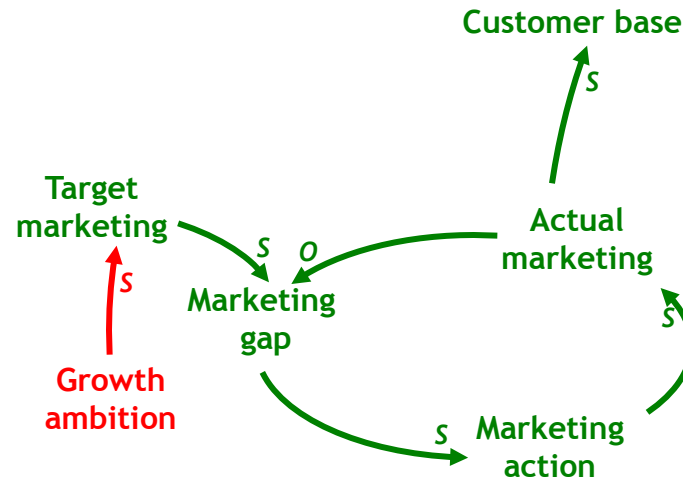 Customer base
S
Target
marketing
S
O
Actual
marketing
S
Marketing
gap
S
Growth
ambition
S
Marketing
action